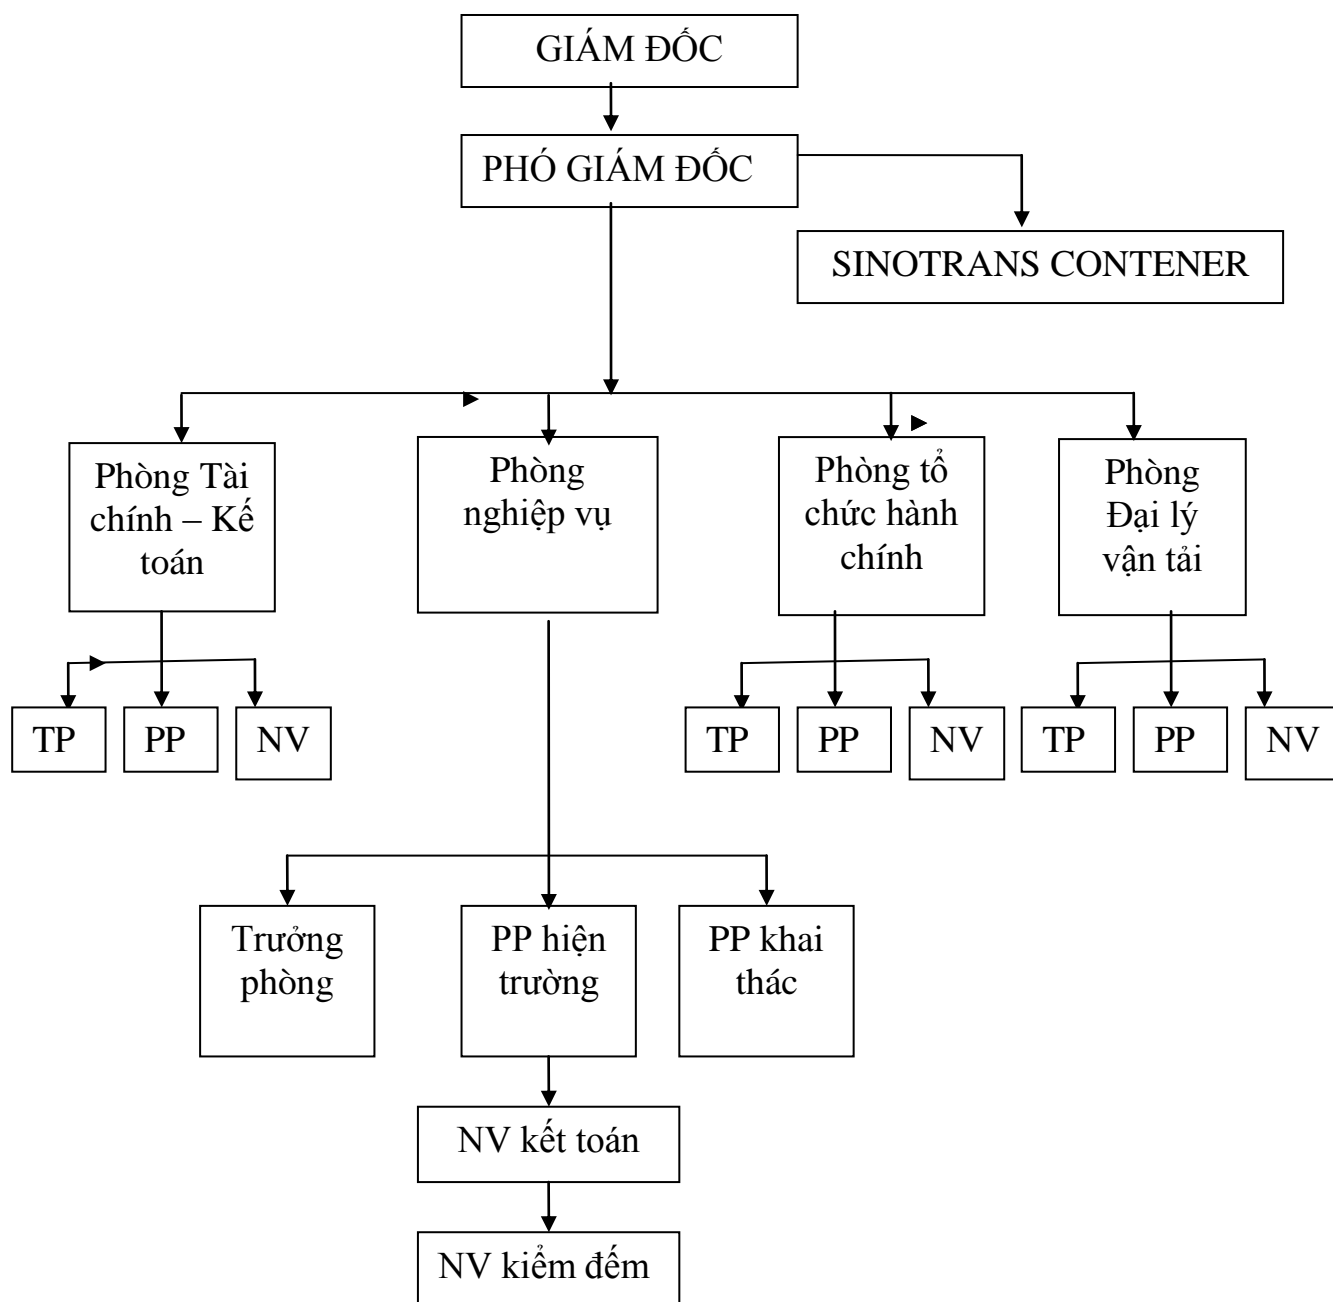 GIÁM ĐỐC
PHÓ GIÁM ĐỐC
SINOTRANS CONTENER
Phòng Tài
chính – Kế
toán
Phòng
nghiệp vụ
Phòng tổ
chức hành
chính
Phòng
Đại lý
vận tải
TP
PP
NV
TP
PP
NV
TP
PP
NV
Trưởng
phòng
PP hiện
trường
PP khai
thác
NV kết toán
NV kiểm đếm